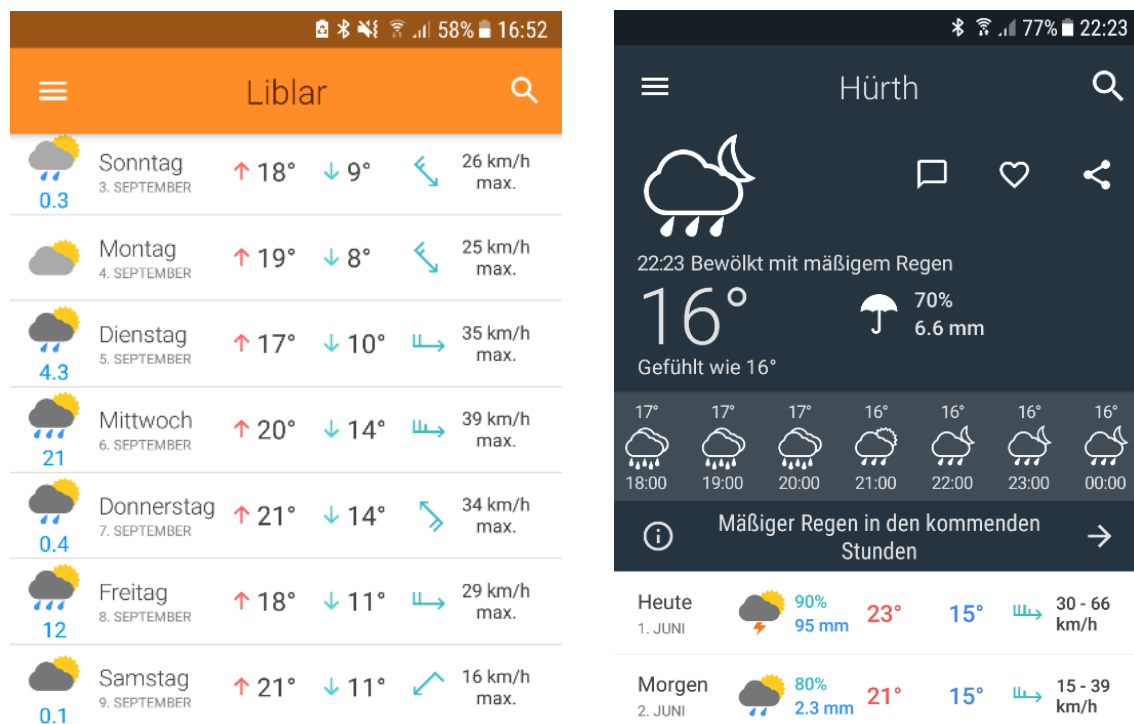 58% 16:52
Liblar
Sonntag
3. SEPTEMBER
0.3
18° 9°
26 km/h
max.
Montag
4. SEPTEMBER
19° 8°
25 km/h
max.
Dienstag
5. SEPTEMBER
4.3
17° 10°
35 km/h
max.
Mittwoch
6. SEPTEMBER
21
20° 14°
39 km/h
max.
Donnerstag
7. SEPTEMBER
0.4
21° 14°
34 km/h
max.
Freitag
8. SEPTEMBER
12
18° 11°
29 km/h
max.
Samstag
9. SEPTEMBER
0.1
21° 11°
16 km/h
max.
77% 22:23
Hürth
22:23 Bewölkt mit mäßigem Regen
16°
70%
6.6 mm
Gefühlt wie 16°
17° 17° 17° 16° 16° 16° 16°
18:00 19:00 20:00 21:00 22:00 23:00 00:00
Mäßiger Regen in den kommenden
Stunden
Heute
1. JUNI
90%
95 mm
23° 15°
30 - 66
km/h
Morgen
2. JUNI
80%
2.3 mm
21° 15°
15 - 39
km/h